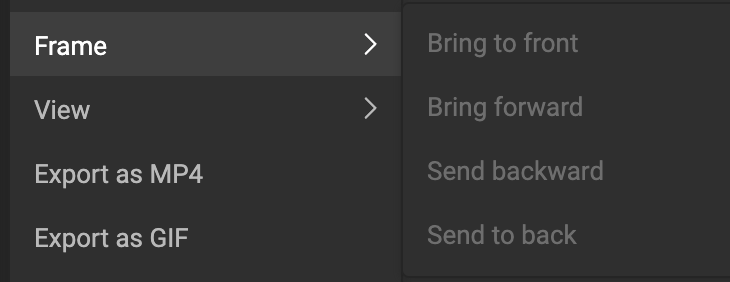 Frame
View
Export as MP4
Export as GIF
Bring to front
Bring forward
Send backward
Send to back